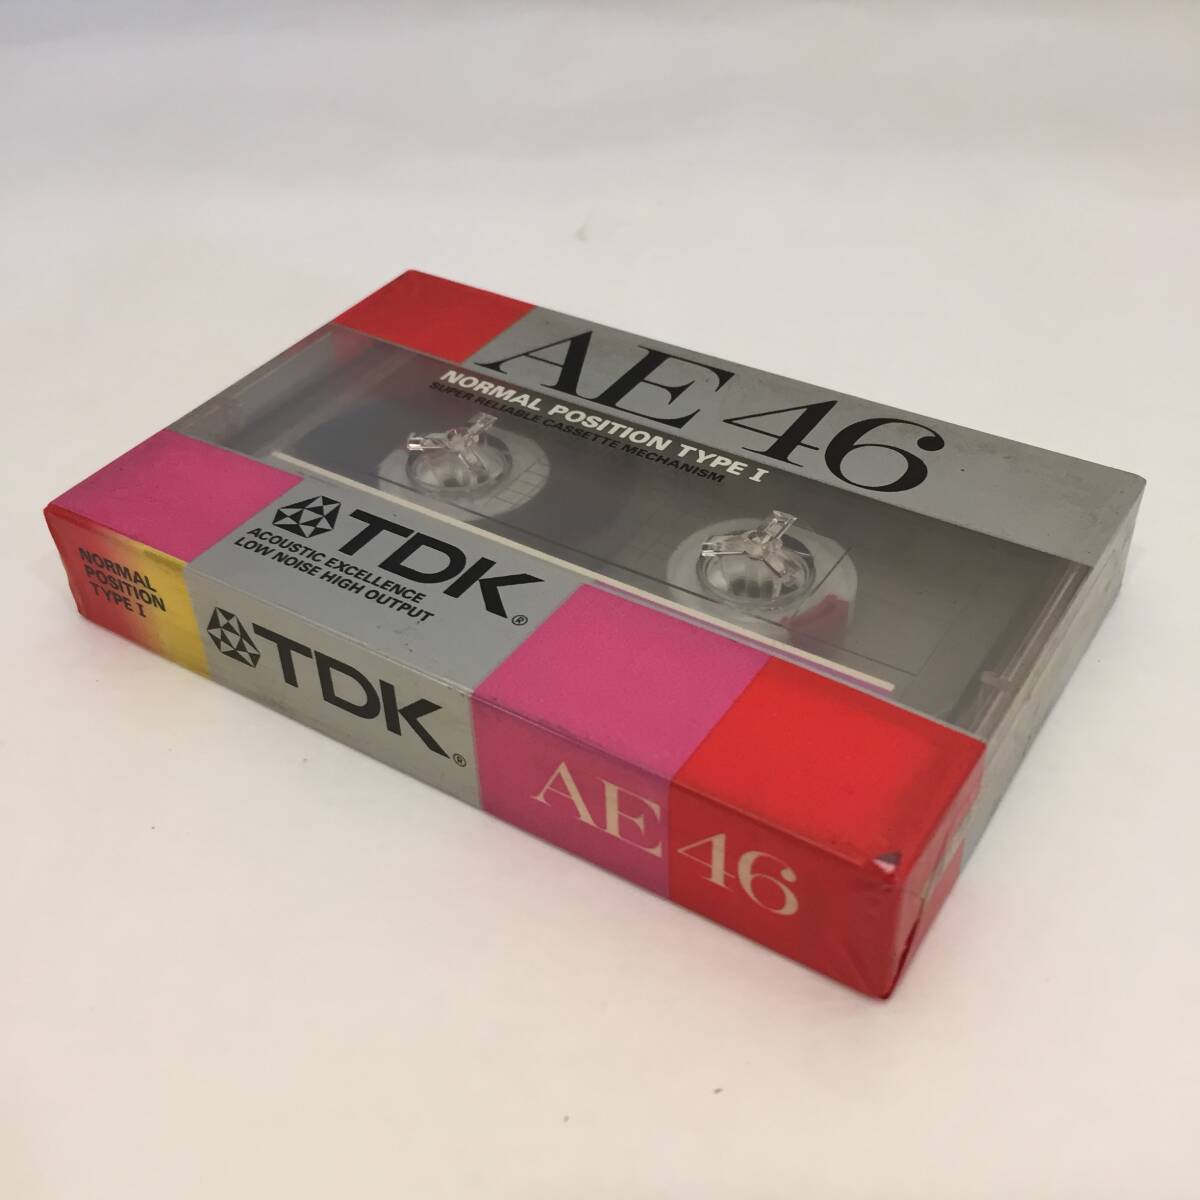 AE 46
NORMAL POSITION TYPE I
SUPER RELIABLE CASSETTE MECHANISM
TDK®
ACOUSTIC EXCELLENCE
LOW NOISE HIGH OUTPUT
NORMAL
POSITION
TYPE I
TDK®
AE 46